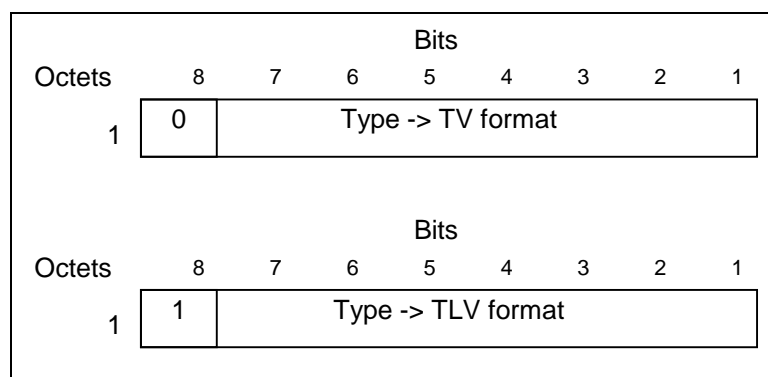 Bits
Octets 8 7 6 5 4 3 2 1
1 0 Type -> TV format
Bits
Octets 8 7 6 5 4 3 2 1
1 1 Type -> TLV format